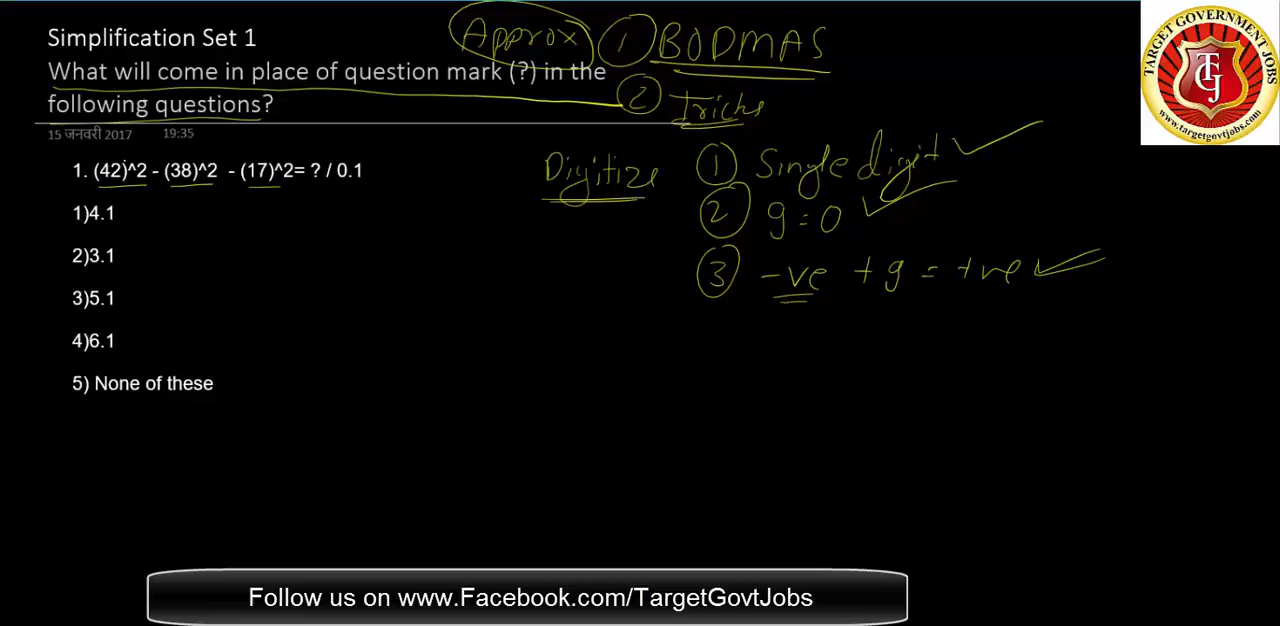 Simplification Set 1
What will come in place of question mark (?) in the
following questions?
15 जनवरी 2017 19:35
1. (42)^2 - (38)^2 - (17)^2= ? / 0.1
1)4.1
2)3.1
3)5.1
4)6.1
5) None of these
Approx
1 BODMAS
2 Tricks
Digitize
1 Single digit
2 9=0
3 -ve + 9 = +ve
TARGET GOVERNMENT JOBS
TGJ
www.targetgovtjobs.com
Follow us on www.Facebook.com/TargetGovtJobs